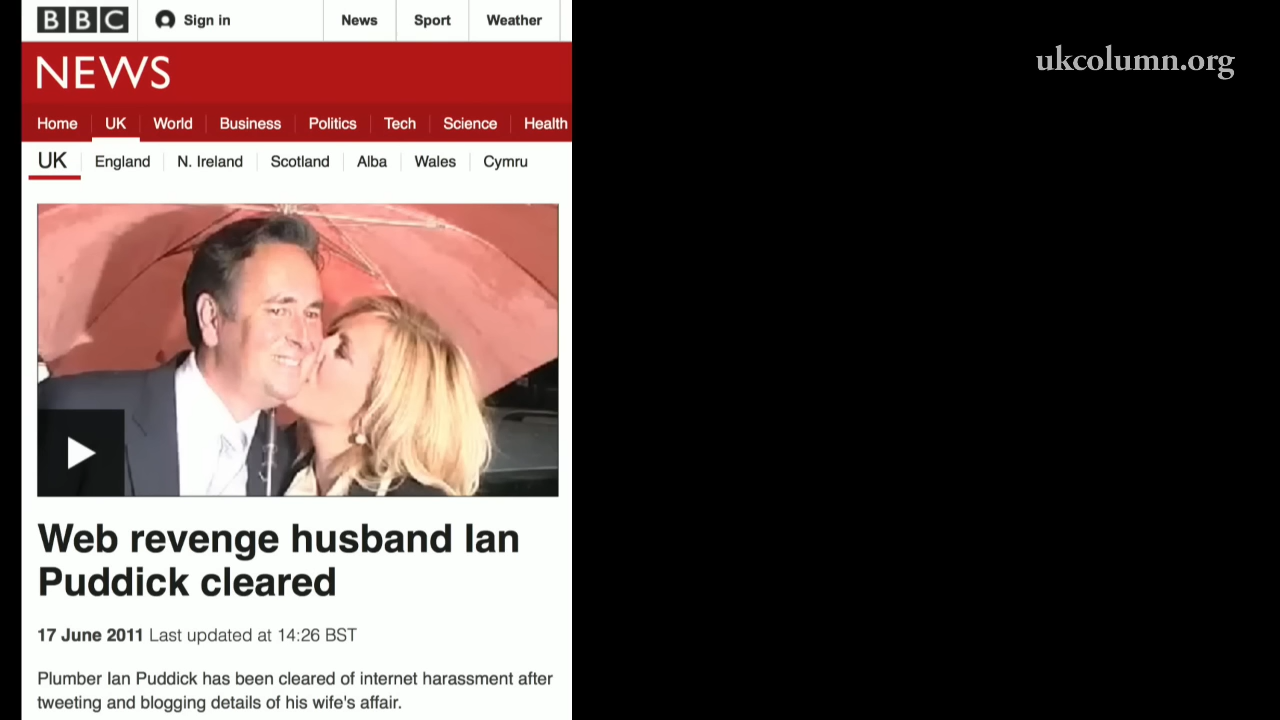 BBC Sign in News Sport Weather
ukcolumn.org
NEWS
Home UK World Business Politics Tech Science Health
UK England N. Ireland Scotland Alba Wales Cymru
Web revenge husband Ian
Puddick cleared
17 June 2011 Last updated at 14:26 BST
Plumber Ian Puddick has been cleared of internet harassment after
tweeting and blogging details of his wife's affair.